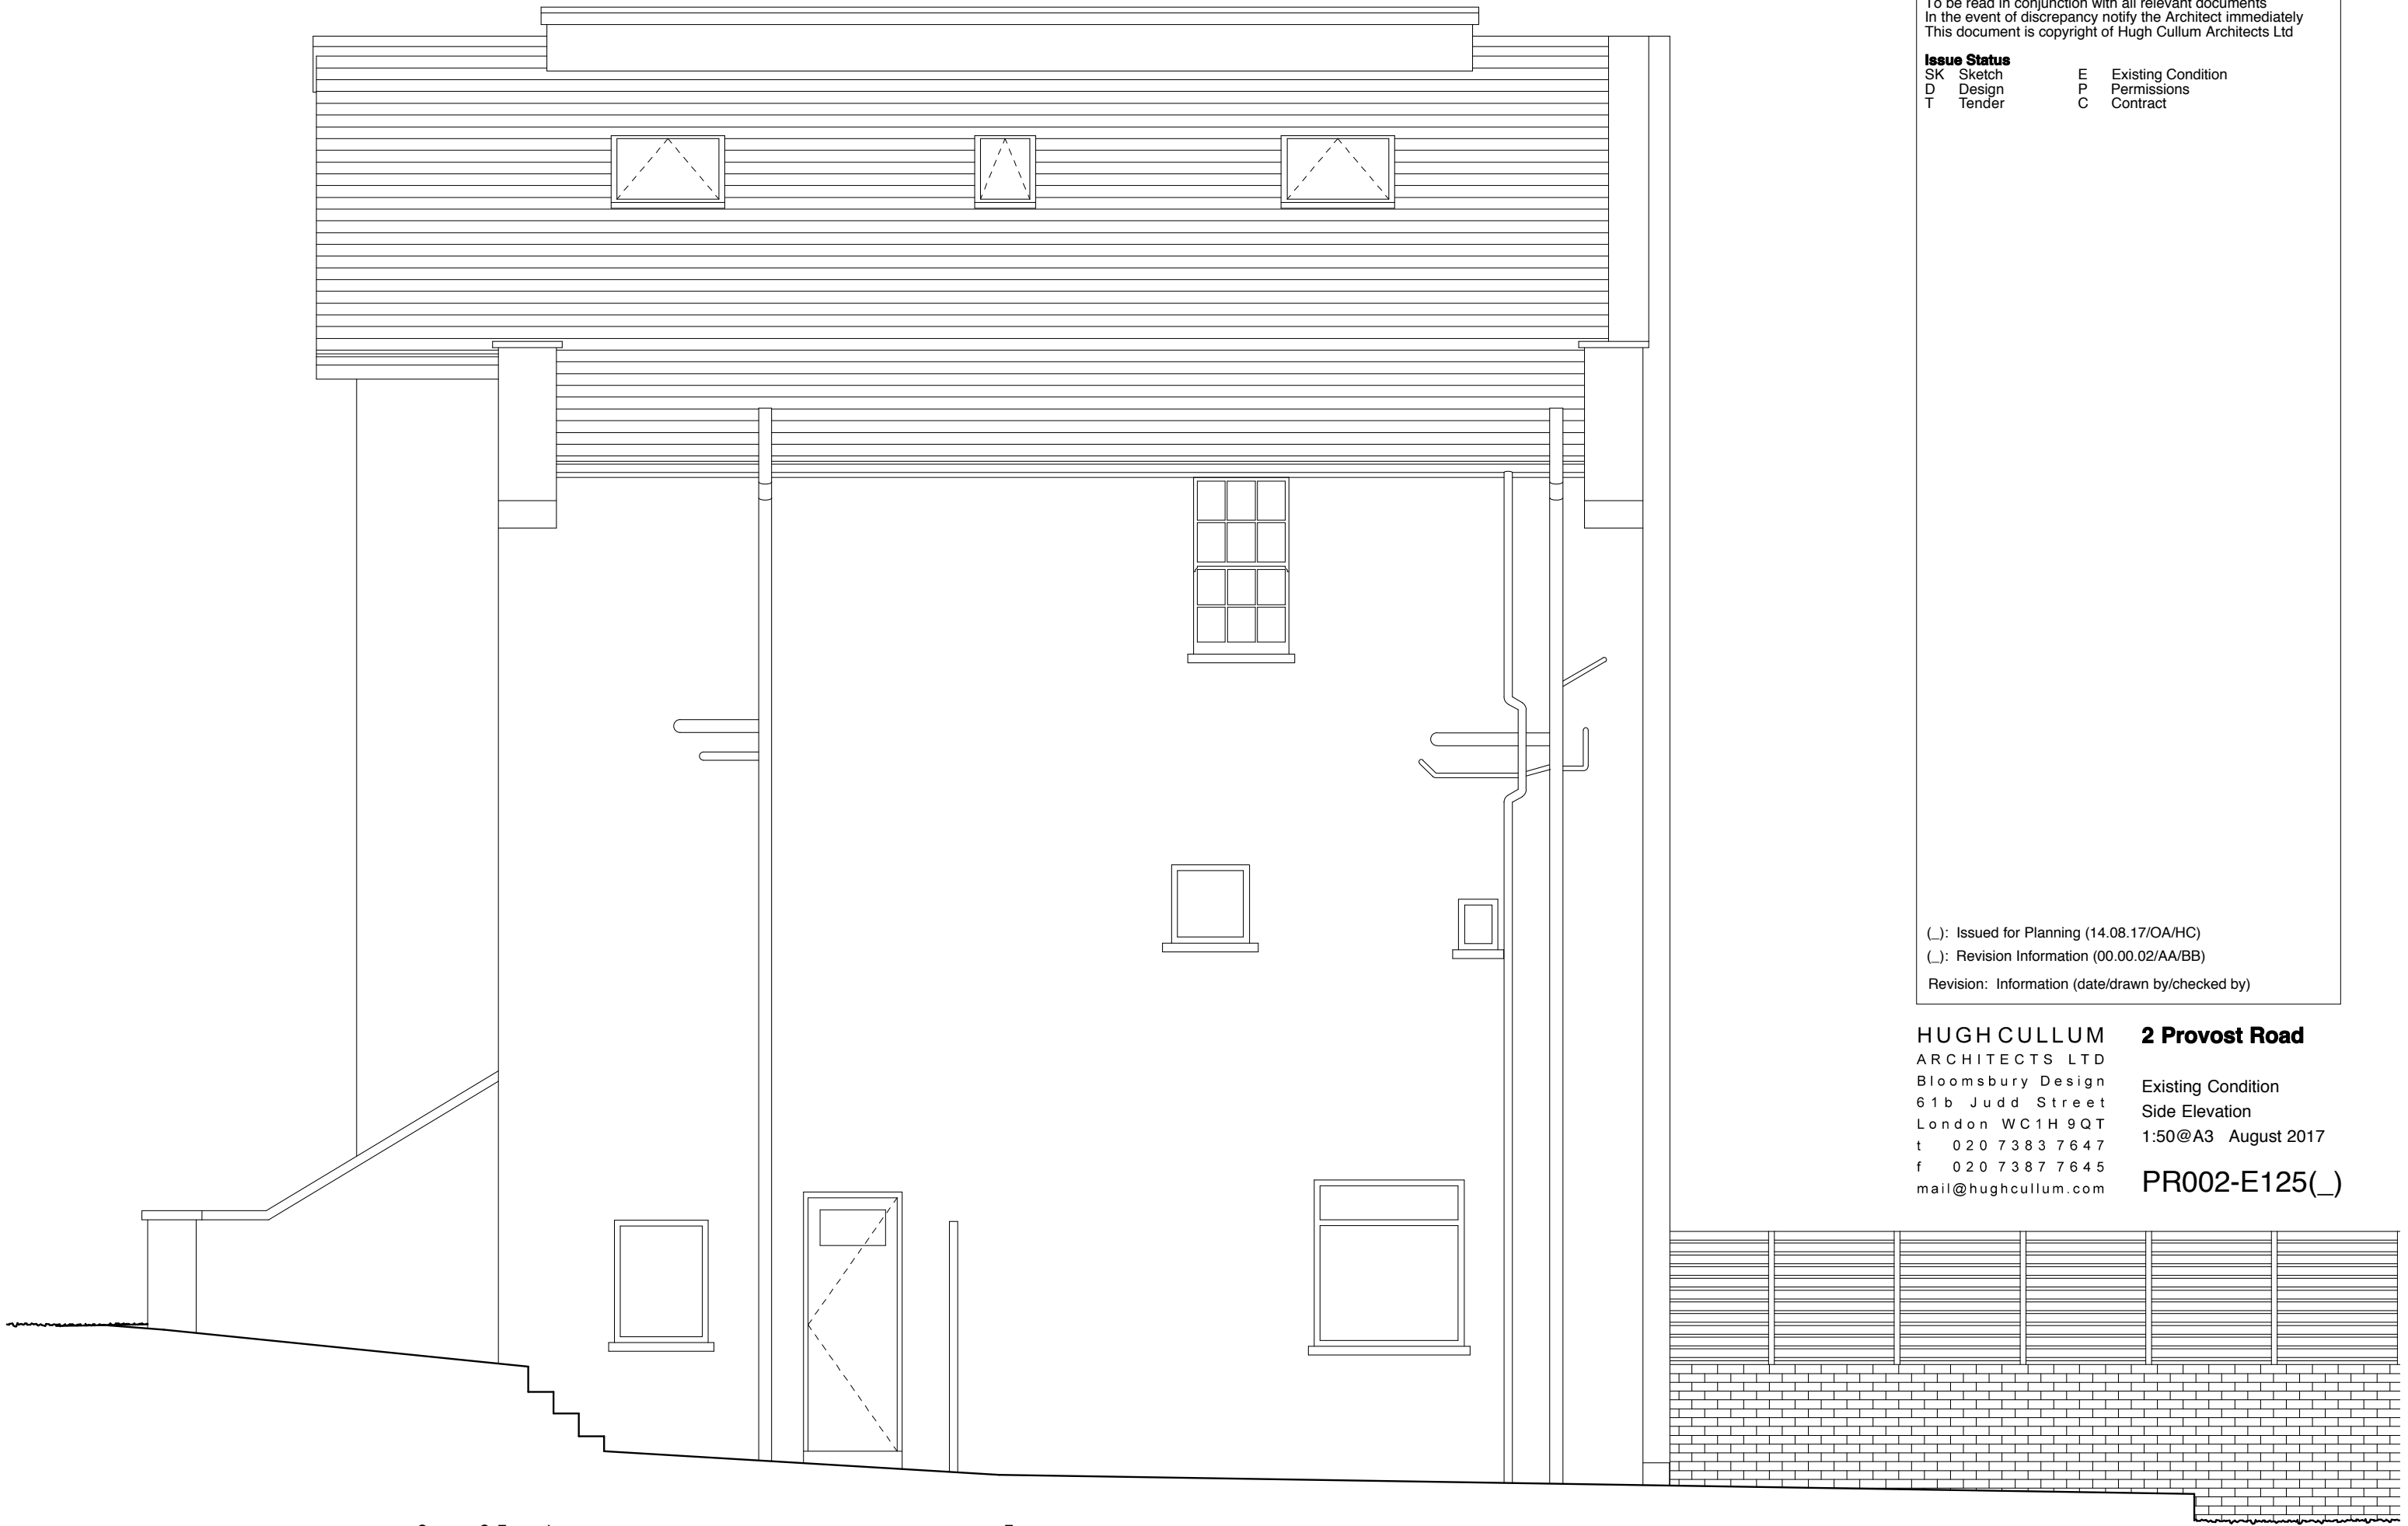 To be read in conjunction with all relevant documents
In the event of discrepancy notify the Architect immediately
This document is copyright of Hugh Cullum Architects Ltd
Issue Status
SK Sketch E Existing Condition
D Design P Permissions
T Tender C Contract
(_): Issued for Planning (14.08.17/OA/HC)
(_): Revision Information (00.00.02/AA/BB)
Revision: Information (date/drawn by/checked by)
HUGH CULLUM
ARCHITECTS LTD
Bloomsbury Design
61b Judd Street
London WC1H 9QT
t 020 7383 7647
f 020 7387 7645
mail@hughcullum.com
2 Provost Road
Existing Condition
Side Elevation
1:50@A3 August 2017
PR002-E125(_)